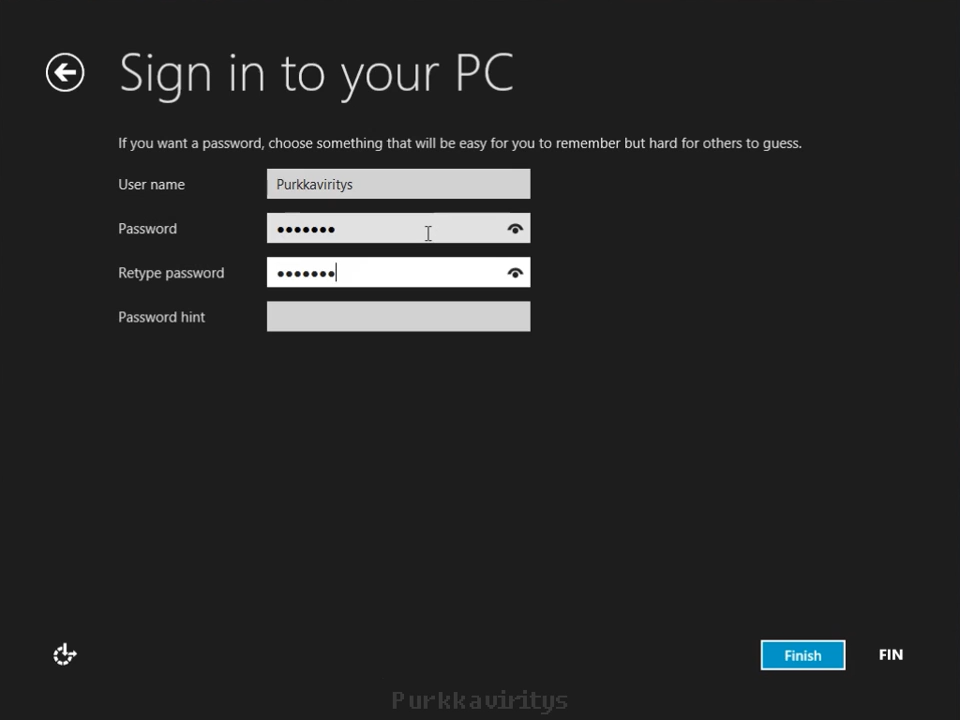 Sign in to your PC
If you want a password, choose something that will be easy for you to remember but hard for others to guess.
User name
Purkkaviritys
Password
•••••••
Retype password
•••••••
Password hint
Finish
FIN
Purkkaviritys